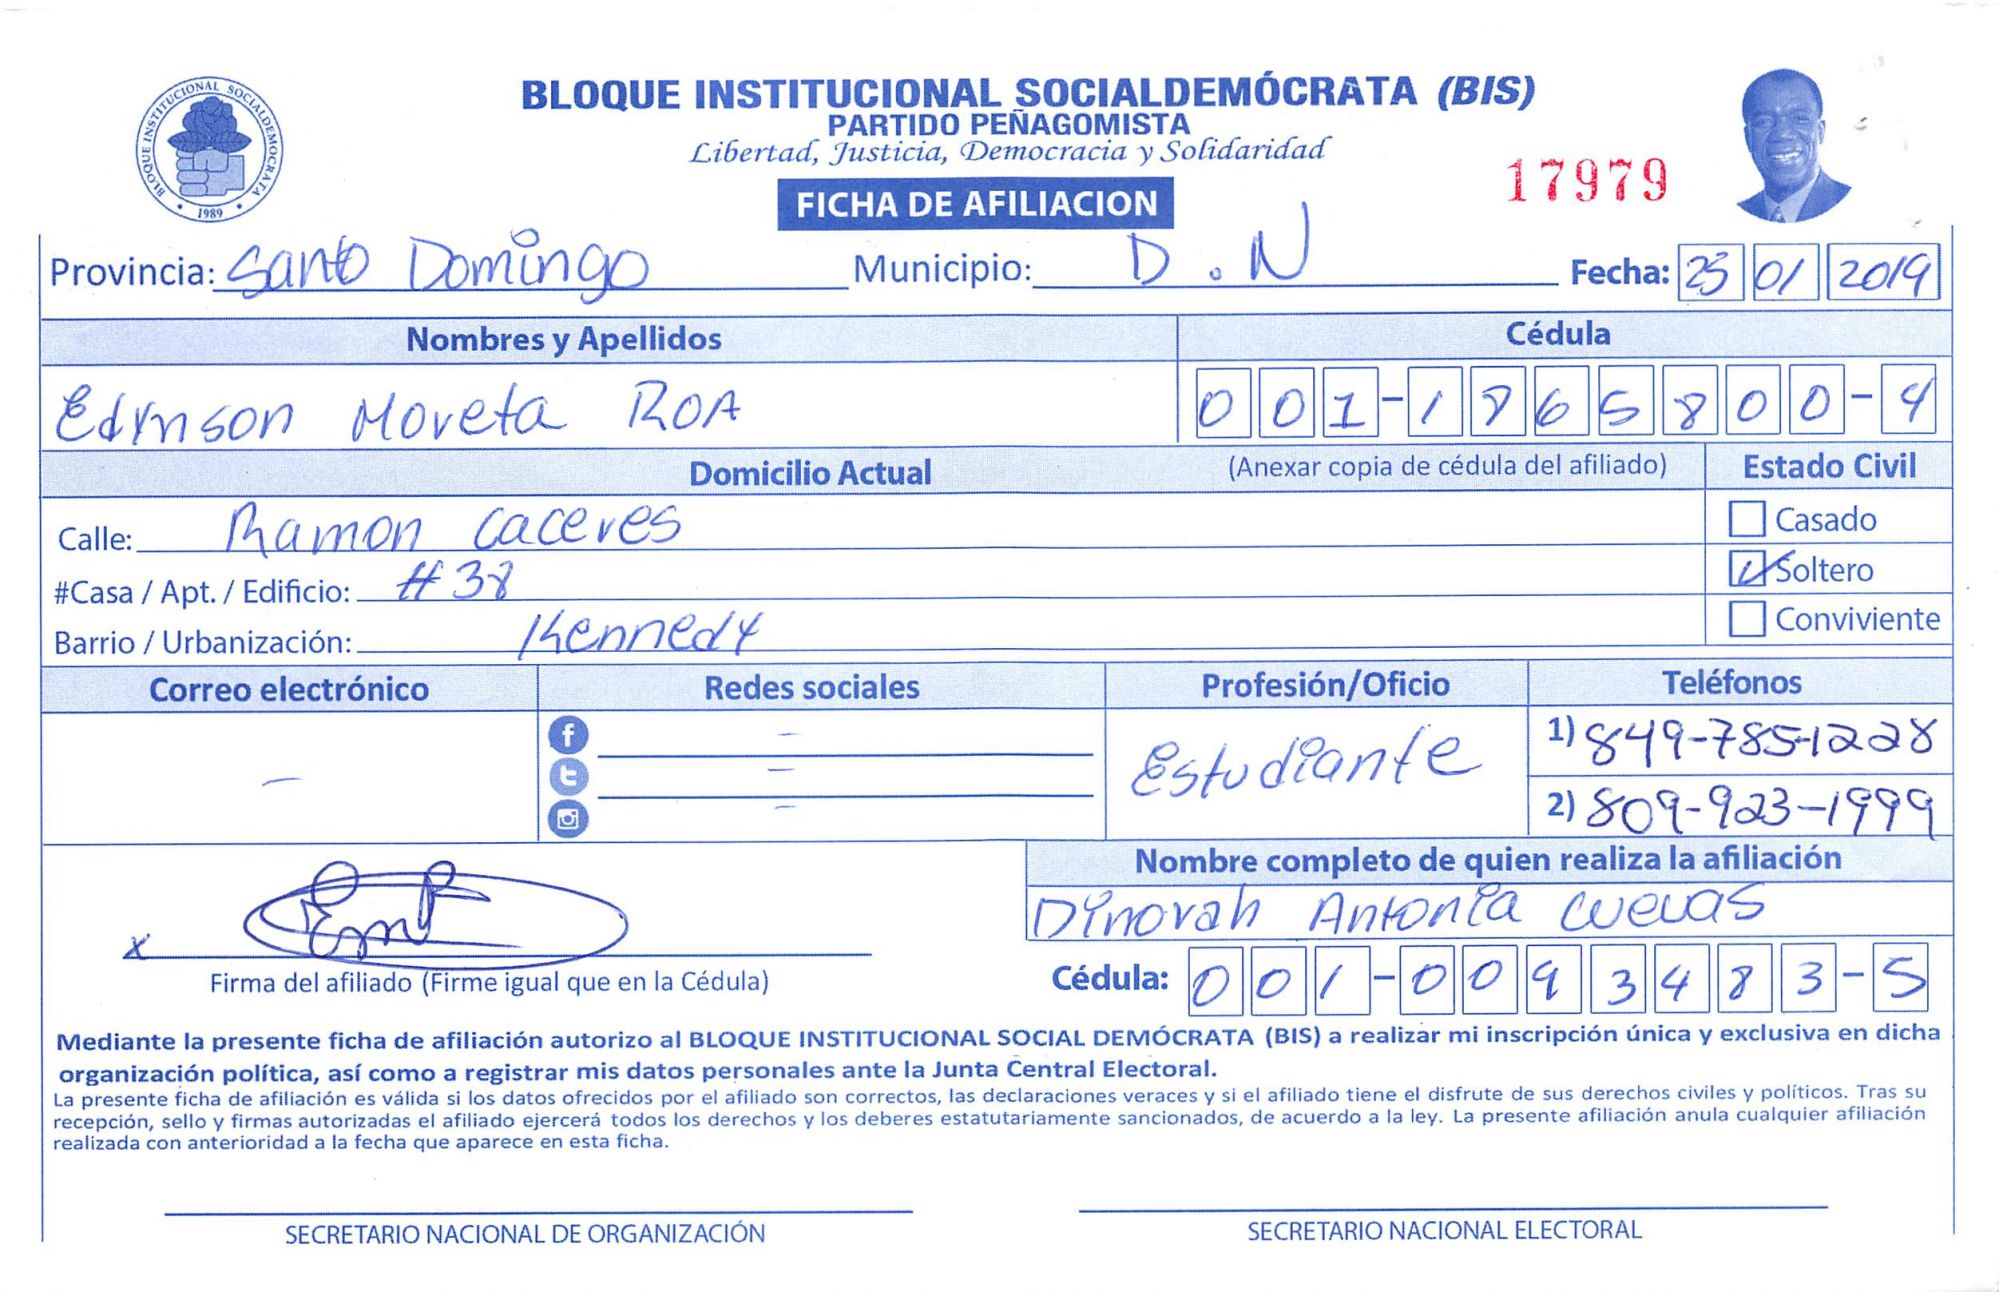 BLOQUE INSTITUCIONAL SOCIALDEMÓCRATA (BIS)
PARTIDO PEÑAGOMISTA
Libertad, Justicia, Democracia y Solidaridad
BLOQUE INSTITUCIONAL SOCIALDEMOCRATA
1989
17979
FICHA DE AFILIACION
Provincia: Santo Domingo Municipio: D.N Fecha: 25 01 2019
Nombres y Apellidos Cédula
Edinson Moreta ROA 001-1865800-4
Domicilio Actual (Anexar copia de cédula del afiliado) Estado Civil
Calle: Ramon Caceres Casado
#Casa / Apt. / Edificio: #38 Soltero
Barrio / Urbanización: Kennedy Conviviente
Correo electrónico Redes sociales Profesión/Oficio Teléfonos
- - - - Estudiante 1) 849-785-1228
2) 809-923-1999
Nombre completo de quien realiza la afiliación
Dinovah Antonia Cuevas
x
Firma del afiliado (Firme igual que en la Cédula) Cédula: 001-0093483-5
Mediante la presente ficha de afiliación autorizo al BLOQUE INSTITUCIONAL SOCIAL DEMÓCRATA (BIS) a realizar mi inscripción única y exclusiva en dicha
organización política, así como a registrar mis datos personales ante la Junta Central Electoral.
La presente ficha de afiliación es válida si los datos ofrecidos por el afiliado son correctos, las declaraciones veraces y si el afiliado tiene el disfrute de sus derechos civiles y políticos. Tras su
recepción, sello y firmas autorizadas el afiliado ejercerá todos los derechos y los deberes estatutariamente sancionados, de acuerdo a la ley. La presente afiliación anula cualquier afiliación
realizada con anterioridad a la fecha que aparece en esta ficha.
SECRETARIO NACIONAL DE ORGANIZACIÓN SECRETARIO NACIONAL ELECTORAL